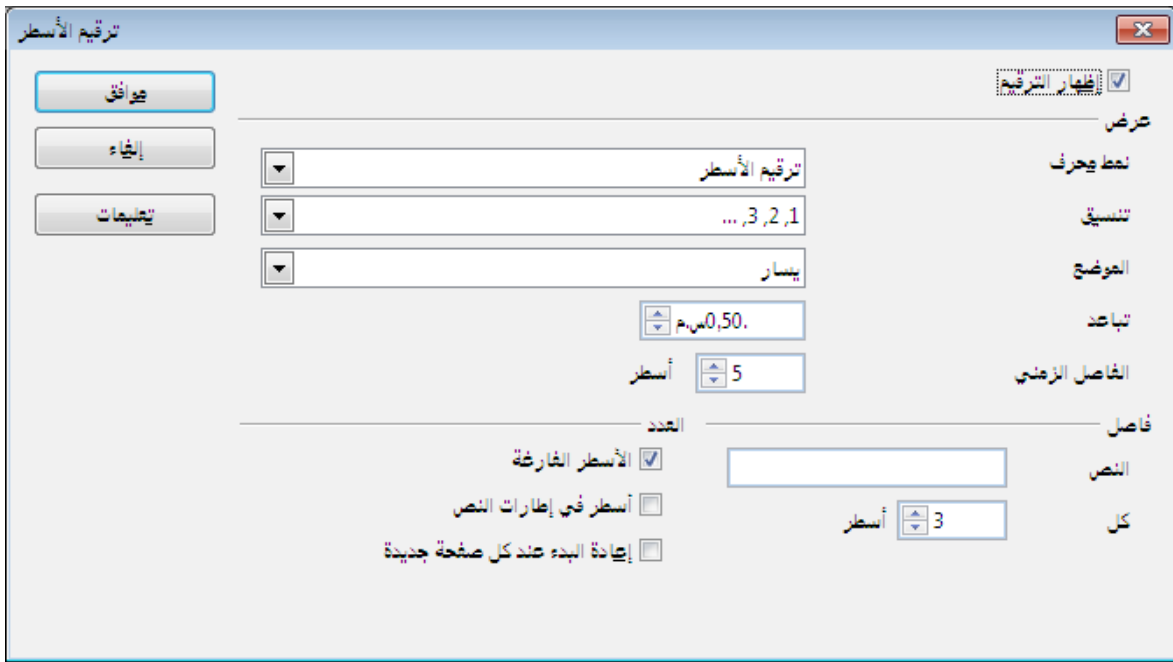 ترقيم الأسطر
إظهار الترقيم
موافق
عرض
إلغاء
نمط محرف
ترقيم الأسطر
تعليمات
تنسيق
1, 2, 3, ...
الموضع
يسار
تباعد
0,50س.م.
الفاصل الزمني
5
أسطر
فاصل
العدد
النص
الأسطر الفارغة
أسطر في إطارات النص
كل
3
أسطر
إعادة البدء عند كل صفحة جديدة